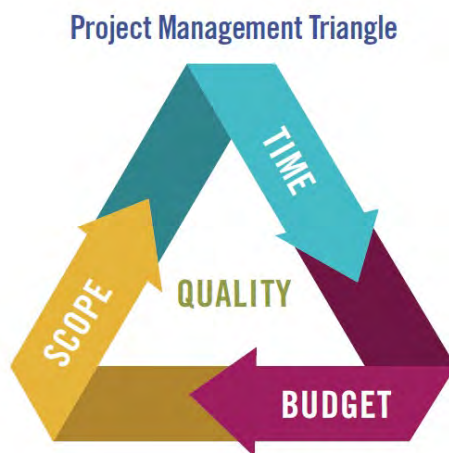 Project Management Triangle
TIME
SCOPE
QUALITY
BUDGET